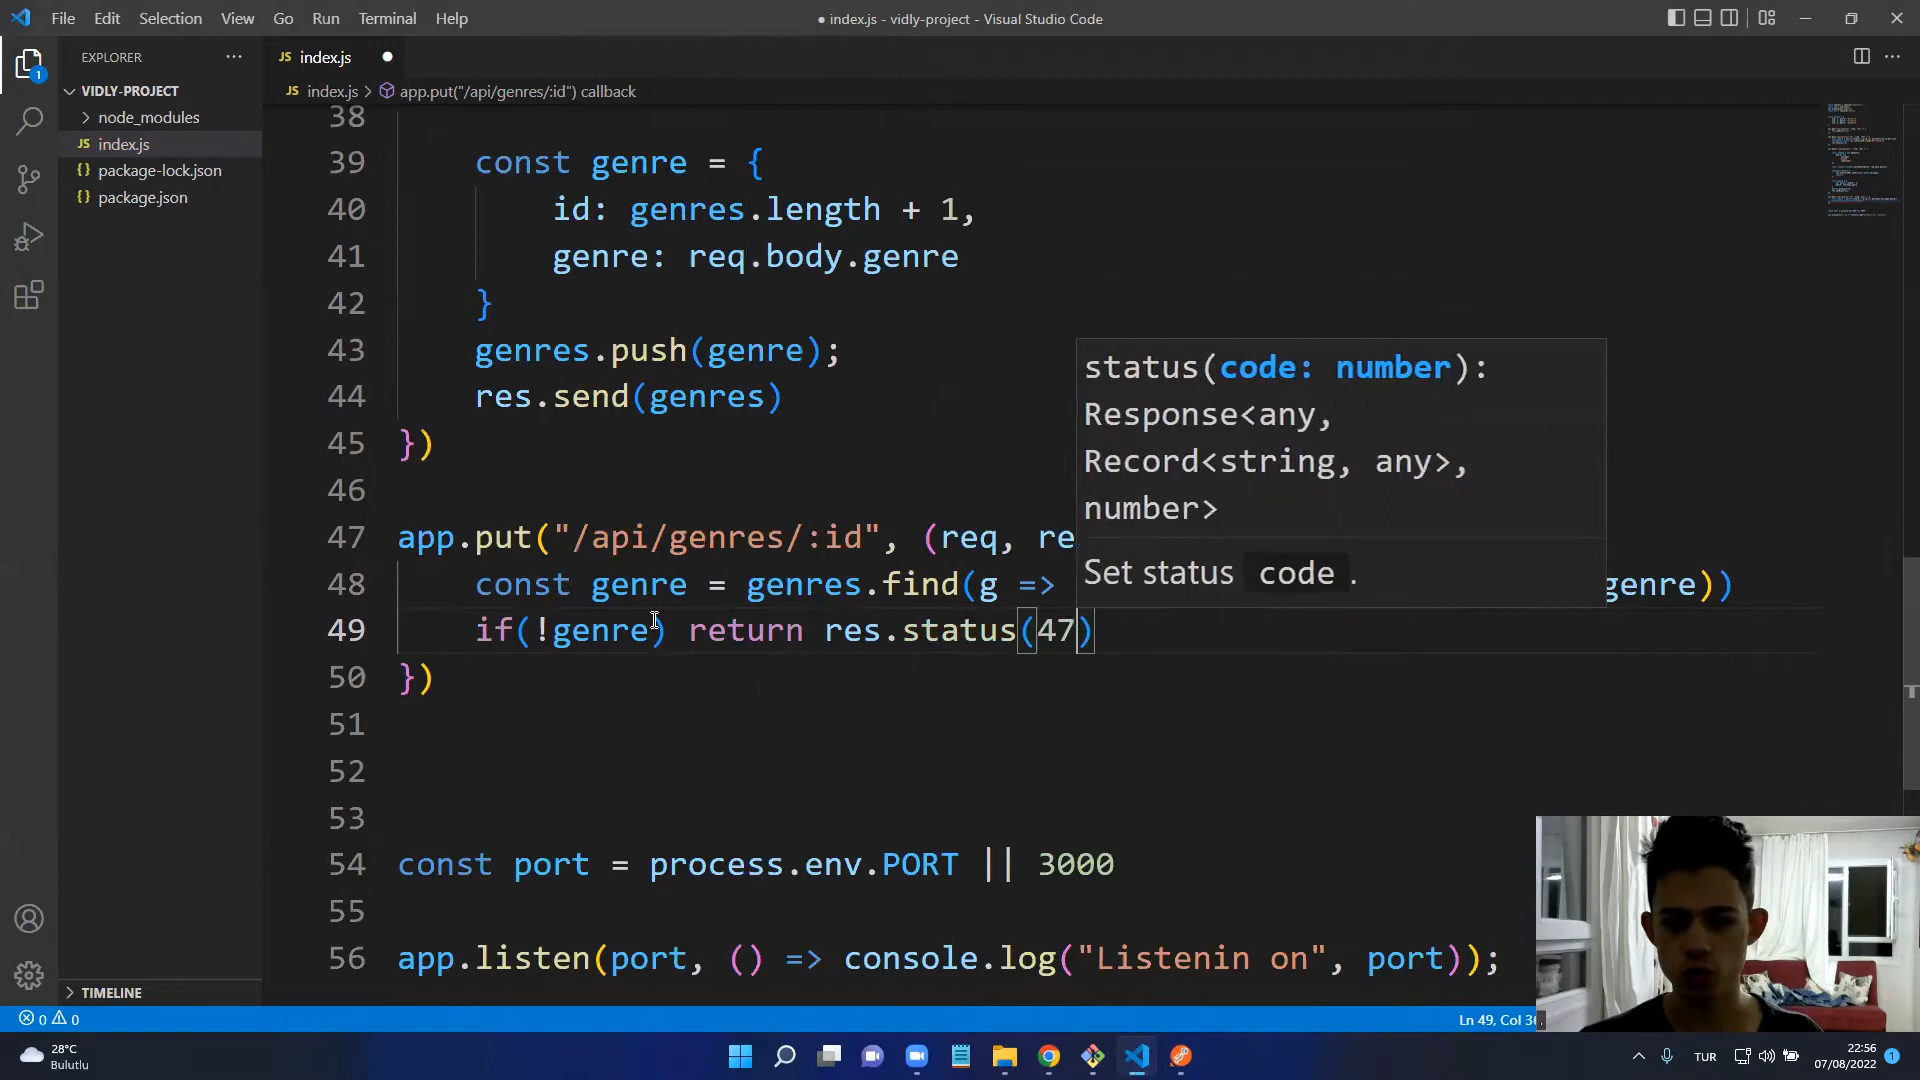 File Edit Selection View Go Run Terminal Help
● index.js - vidly-project - Visual Studio Code
EXPLORER
1
VIDLY-PROJECT
node_modules
JS index.js
{} package-lock.json
{} package.json
TIMELINE
JS index.js
JS index.js > app.put("/api/genres/:id") callback
38
39 const genre = {
40 id: genres.length + 1,
41 genre: req.body.genre
42 }
43 genres.push(genre);
44 res.send(genres)
45 })
46
47 app.put("/api/genres/:id", (req, re
48 const genre = genres.find(g => genre))
49 if(!genre) return res.status(47)
50 })
51
52
53
54 const port = process.env.PORT || 3000
55
56 app.listen(port, () => console.log("Listenin on", port));
status(code: number):
Response<any,
Record<string, any>,
number>
Set status code .
0 0
Ln 49, Col 36
28°C
Bulutlu
TUR
22:56
07/08/2022
1